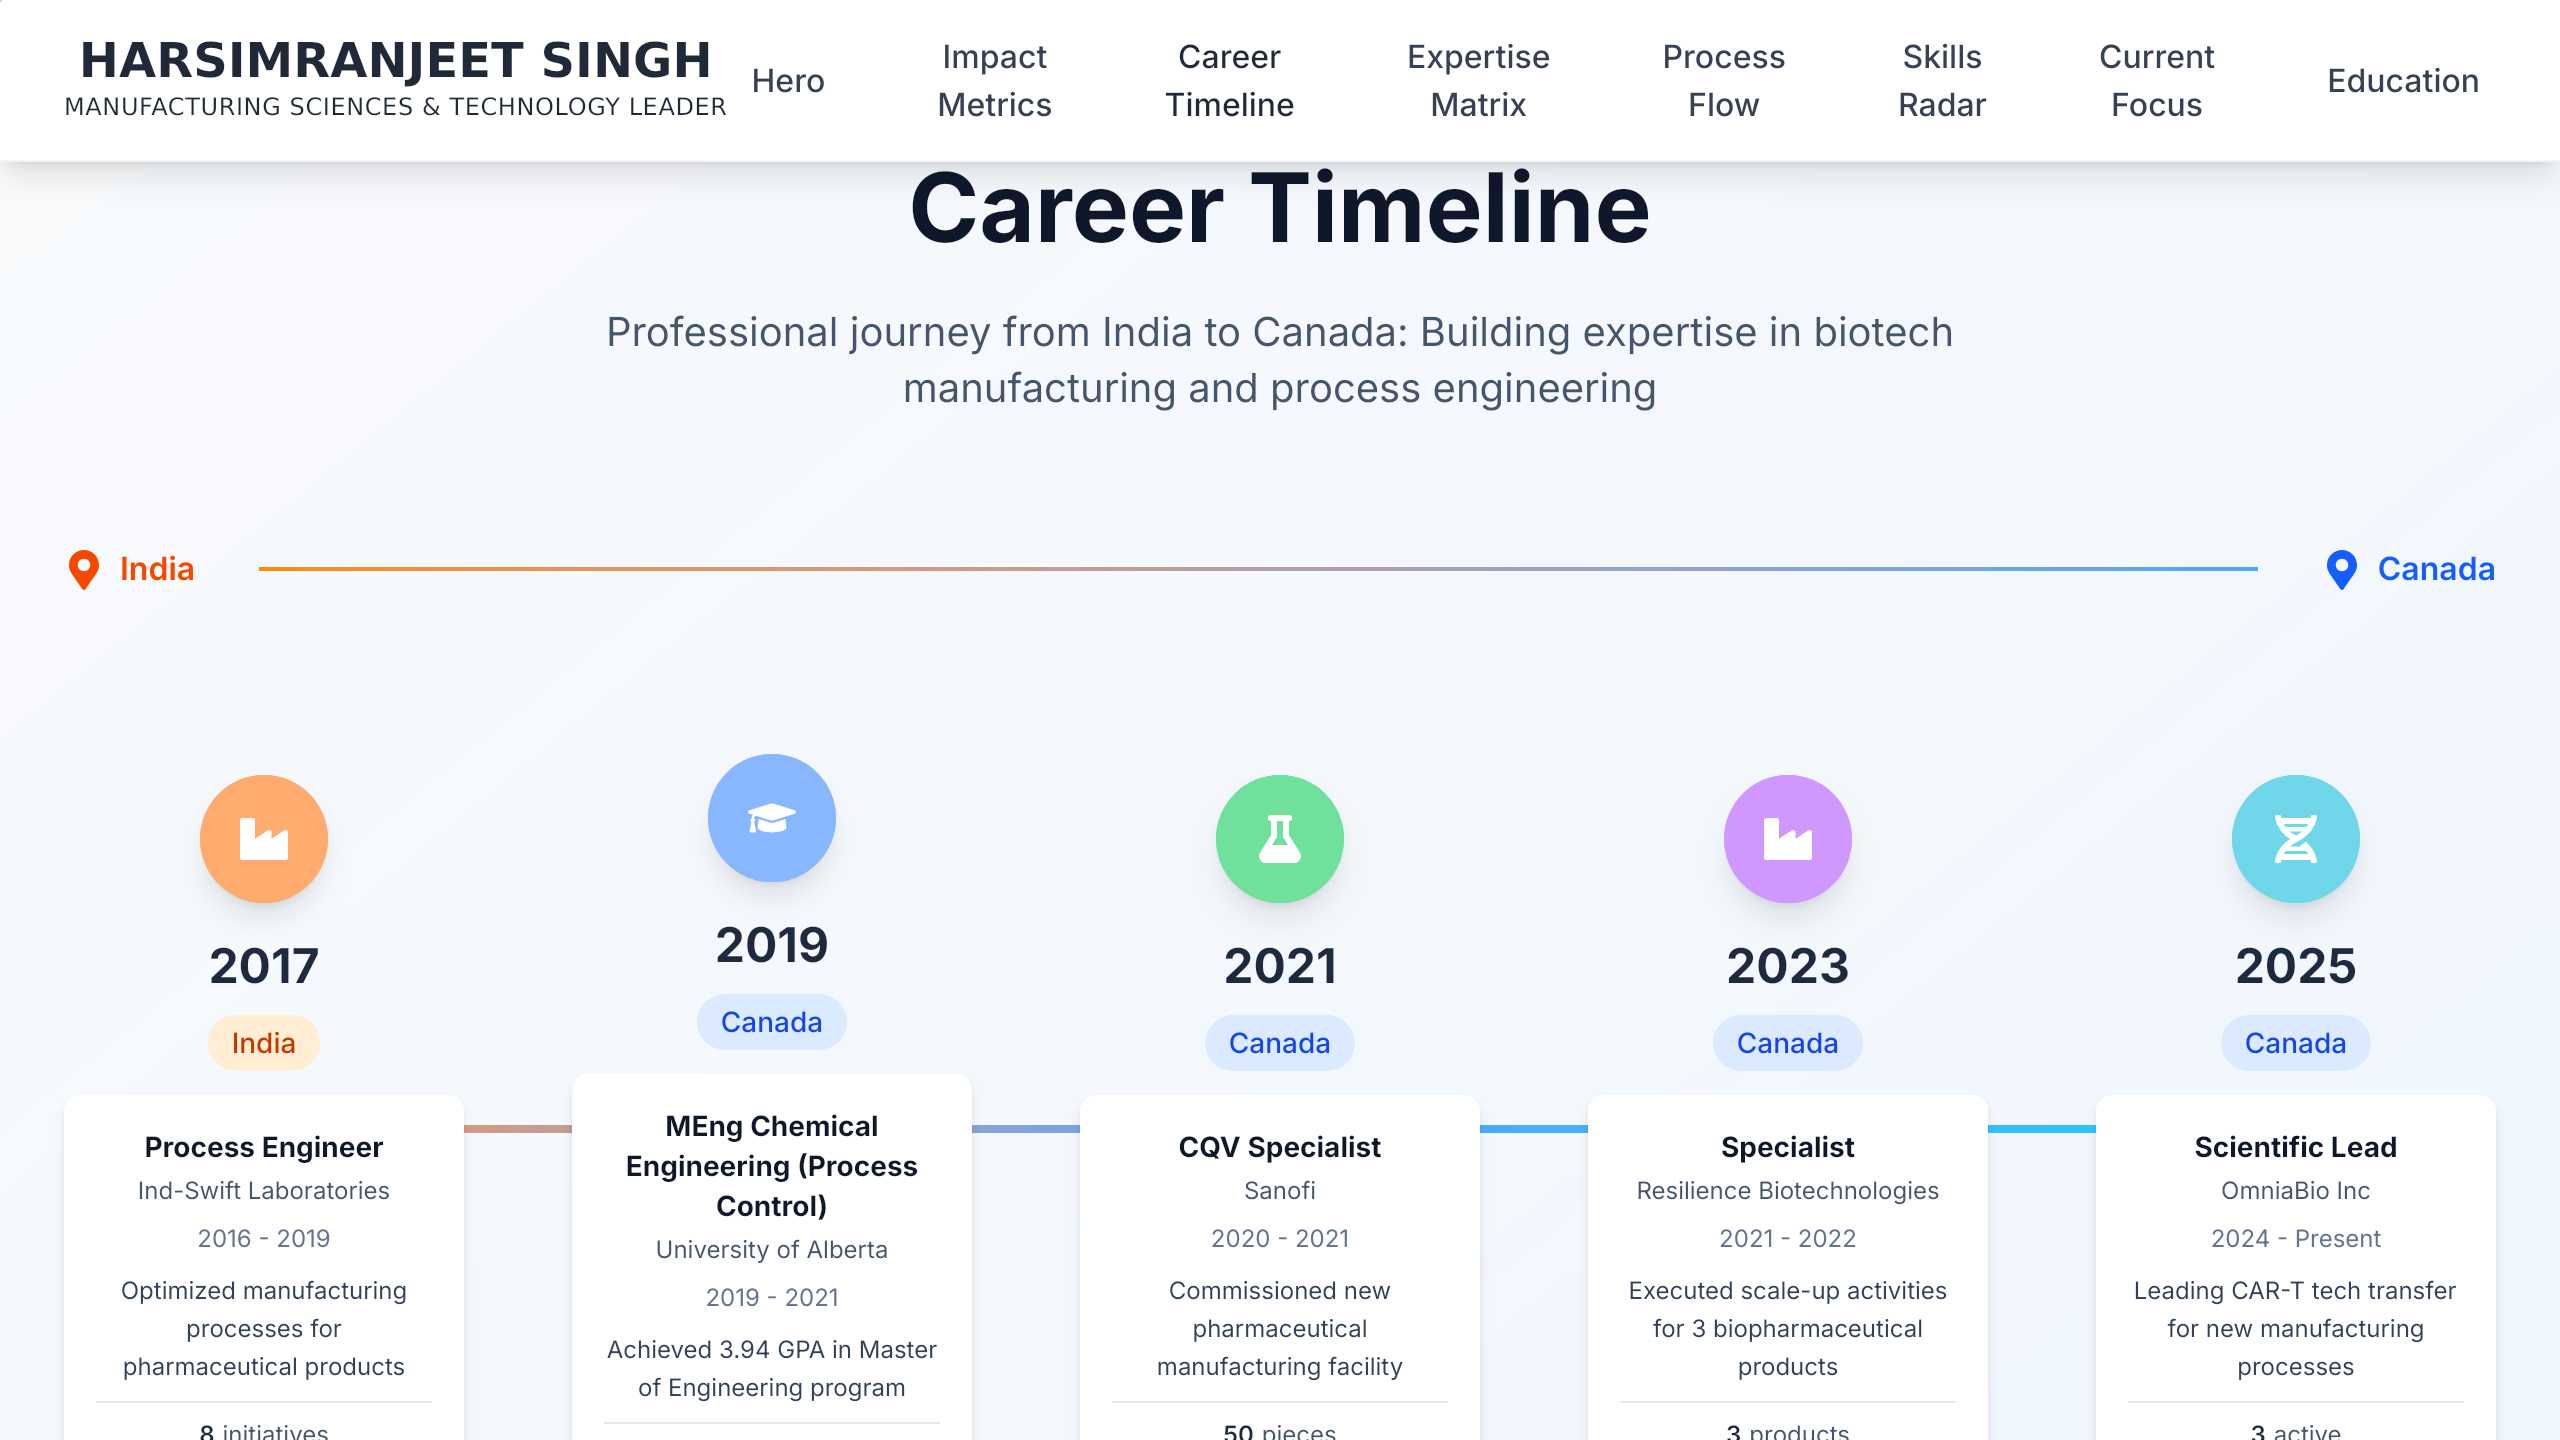 HARSIMRANJEET SINGH
MANUFACTURING SCIENCES & TECHNOLOGY LEADER
Hero
Impact
Metrics
Career
Timeline
Expertise
Matrix
Process
Flow
Skills
Radar
Current
Focus
Education
Career Timeline
Professional journey from India to Canada: Building expertise in biotech
manufacturing and process engineering
India
Canada
2017
India
Process Engineer
Ind-Swift Laboratories
2016 - 2019
Optimized manufacturing
processes for
pharmaceutical products
8 initiatives
2019
Canada
MEng Chemical
Engineering (Process
Control)
University of Alberta
2019 - 2021
Achieved 3.94 GPA in Master
of Engineering program
2021
Canada
CQV Specialist
Sanofi
2020 - 2021
Commissioned new
pharmaceutical
manufacturing facility
50 pieces
2023
Canada
Specialist
Resilience Biotechnologies
2021 - 2022
Executed scale-up activities
for 3 biopharmaceutical
products
3 products
2025
Canada
Scientific Lead
OmniaBio Inc
2024 - Present
Leading CAR-T tech transfer
for new manufacturing
processes
3 active